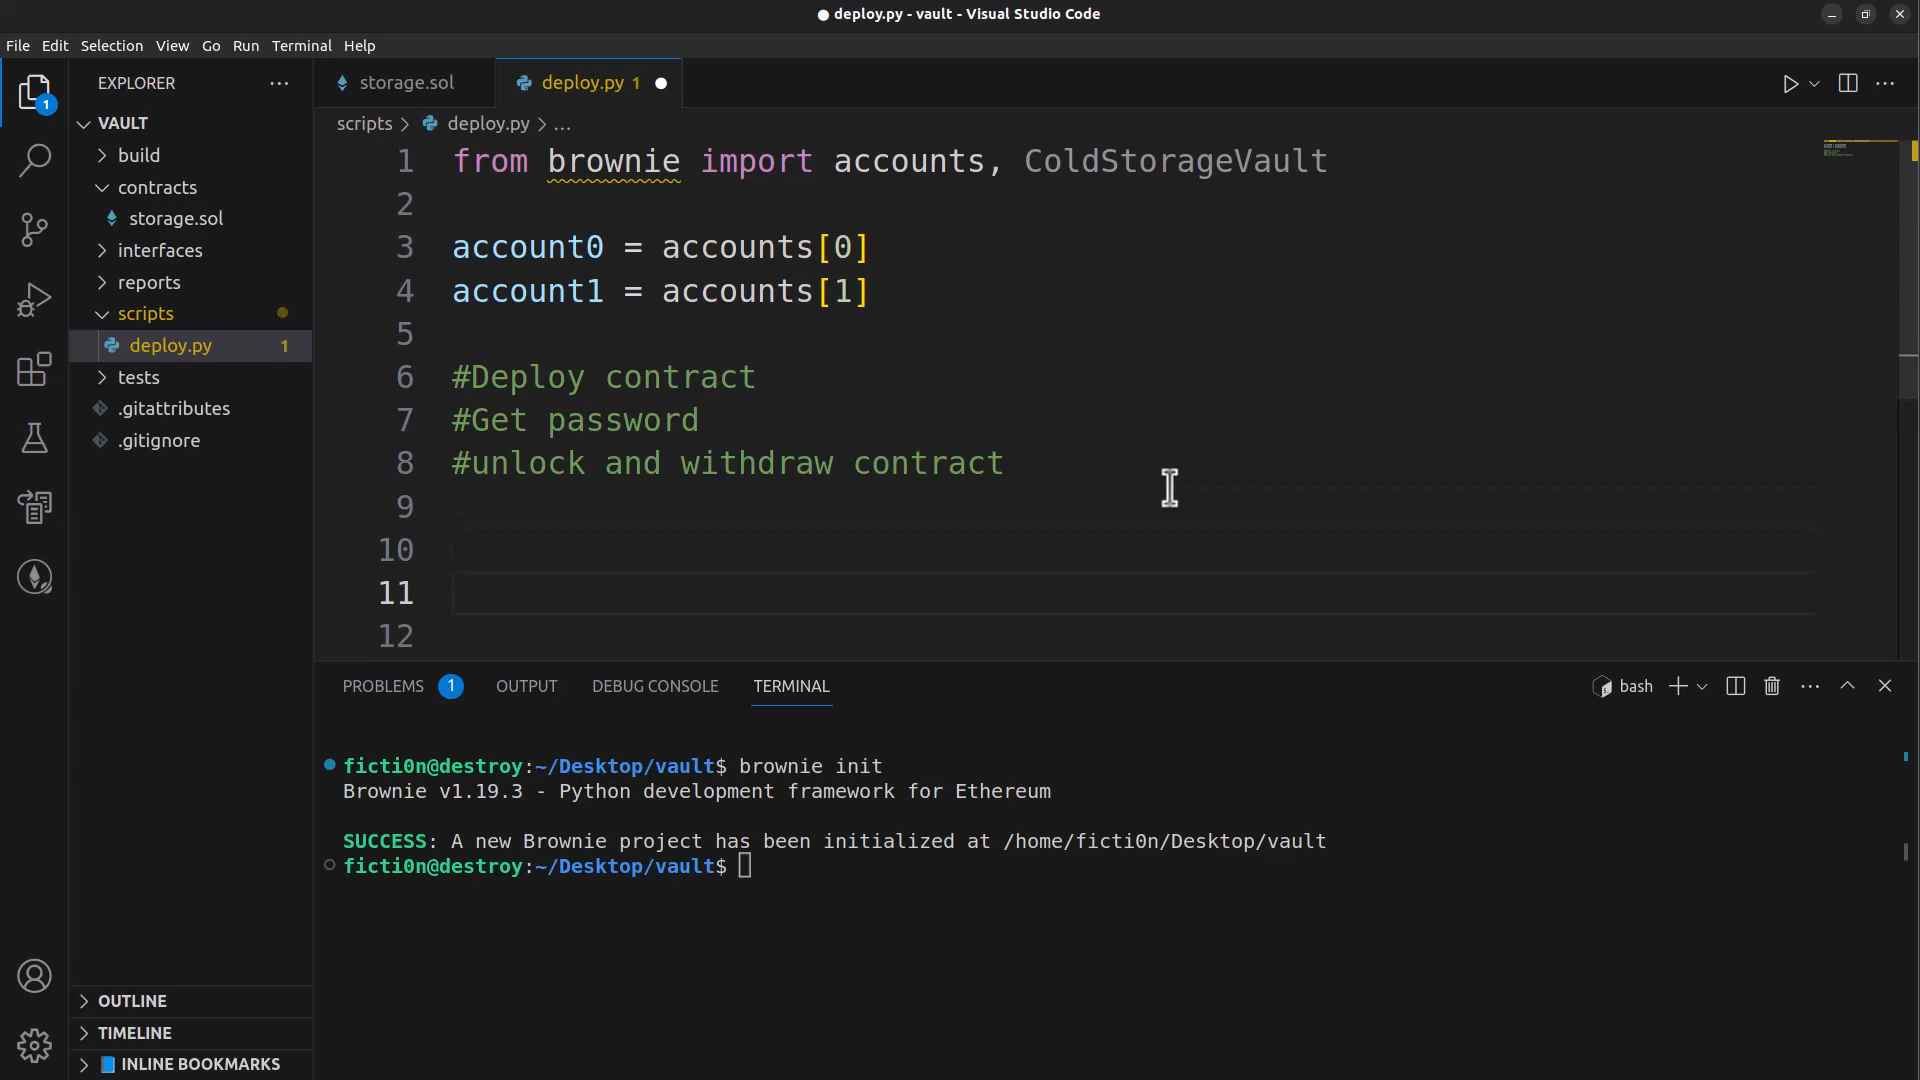 deploy.py - vault - Visual Studio Code
File Edit Selection View Go Run Terminal Help
EXPLORER
storage.sol
deploy.py 1
1
VAULT
scripts > deploy.py > ...
build
contracts
storage.sol
interfaces
reports
scripts
deploy.py 1
tests
.gitattributes
.gitignore
1 from brownie import accounts, ColdStorageVault
2
3 account0 = accounts[0]
4 account1 = accounts[1]
5
6 #Deploy contract
7 #Get password
8 #unlock and withdraw contract
9
10
11
12
PROBLEMS 1 OUTPUT DEBUG CONSOLE TERMINAL
bash
ficti0n@destroy:~/Desktop/vault$ brownie init
Brownie v1.19.3 - Python development framework for Ethereum
SUCCESS: A new Brownie project has been initialized at /home/ficti0n/Desktop/vault
ficti0n@destroy:~/Desktop/vault$
OUTLINE
TIMELINE
INLINE BOOKMARKS